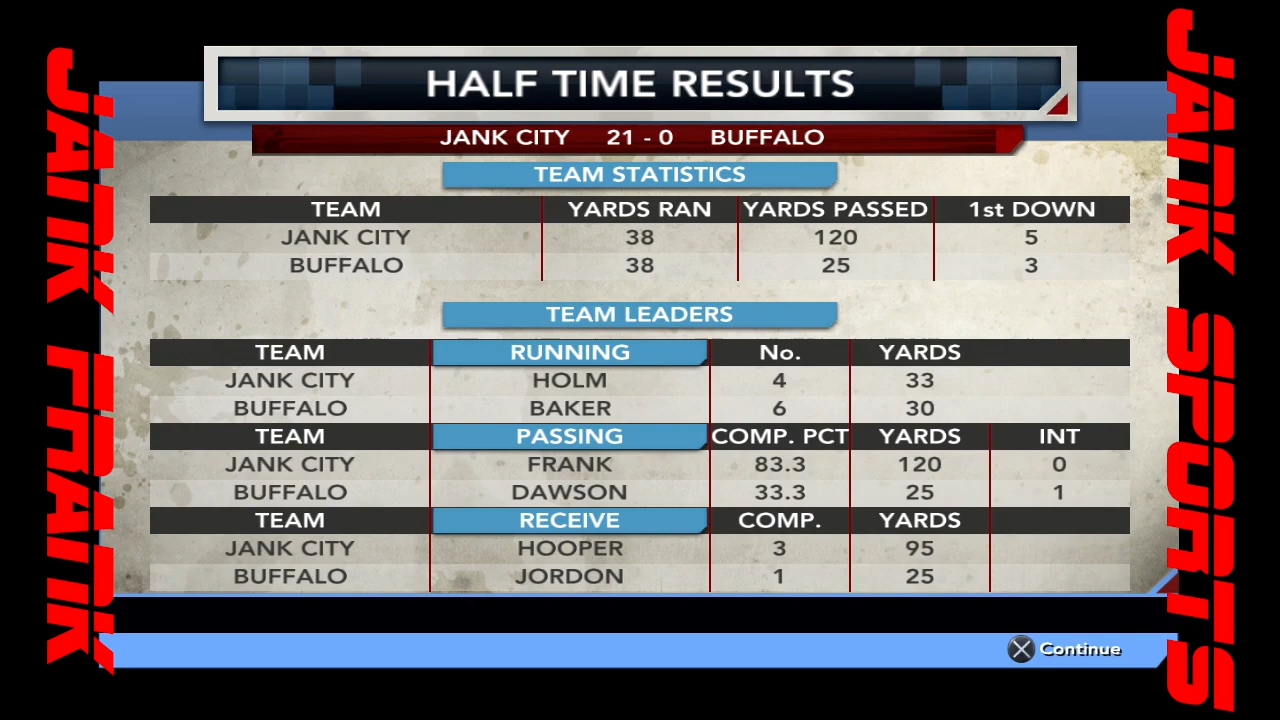 HALF TIME RESULTS
JANK CITY 21 - 0 BUFFALO
TEAM STATISTICS
TEAM YARDS RAN YARDS PASSED 1st DOWN
JANK CITY 38 120 5
BUFFALO 38 25 3
TEAM LEADERS
TEAM RUNNING No. YARDS
JANK CITY HOLM 4 33
BUFFALO BAKER 6 30
TEAM PASSING COMP. PCT YARDS INT
JANK CITY FRANK 83.3 120 0
BUFFALO DAWSON 33.3 25 1
TEAM RECEIVE COMP. YARDS
JANK CITY HOOPER 3 95
BUFFALO JORDON 1 25
Continue
JANK FRANK
JANK SPORTS